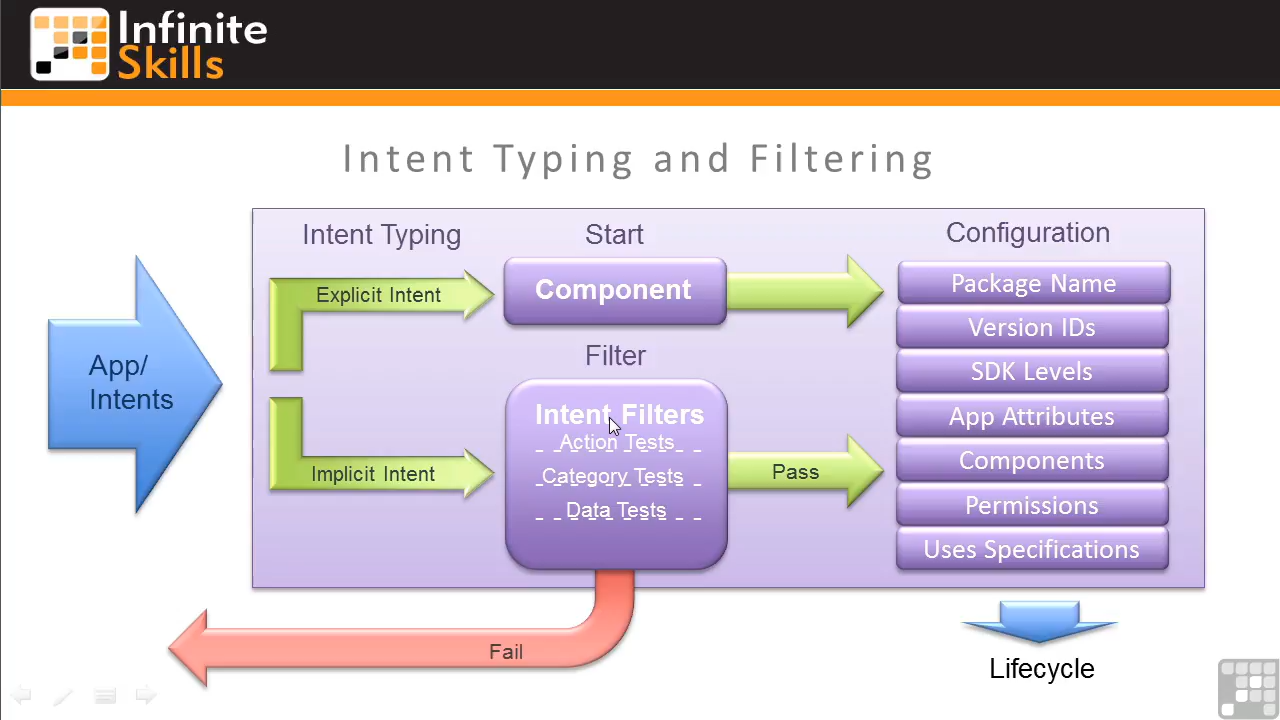 Infinite
Skills
Intent Typing and Filtering
Intent Typing
Start
Configuration
Explicit Intent
Component
Package Name
Version IDs
SDK Levels
App Attributes
Components
Permissions
Uses Specifications
App/
Intents
Filter
Intent Filters
Action Tests
Category Tests
Data Tests
Implicit Intent
Pass
Fail
Lifecycle